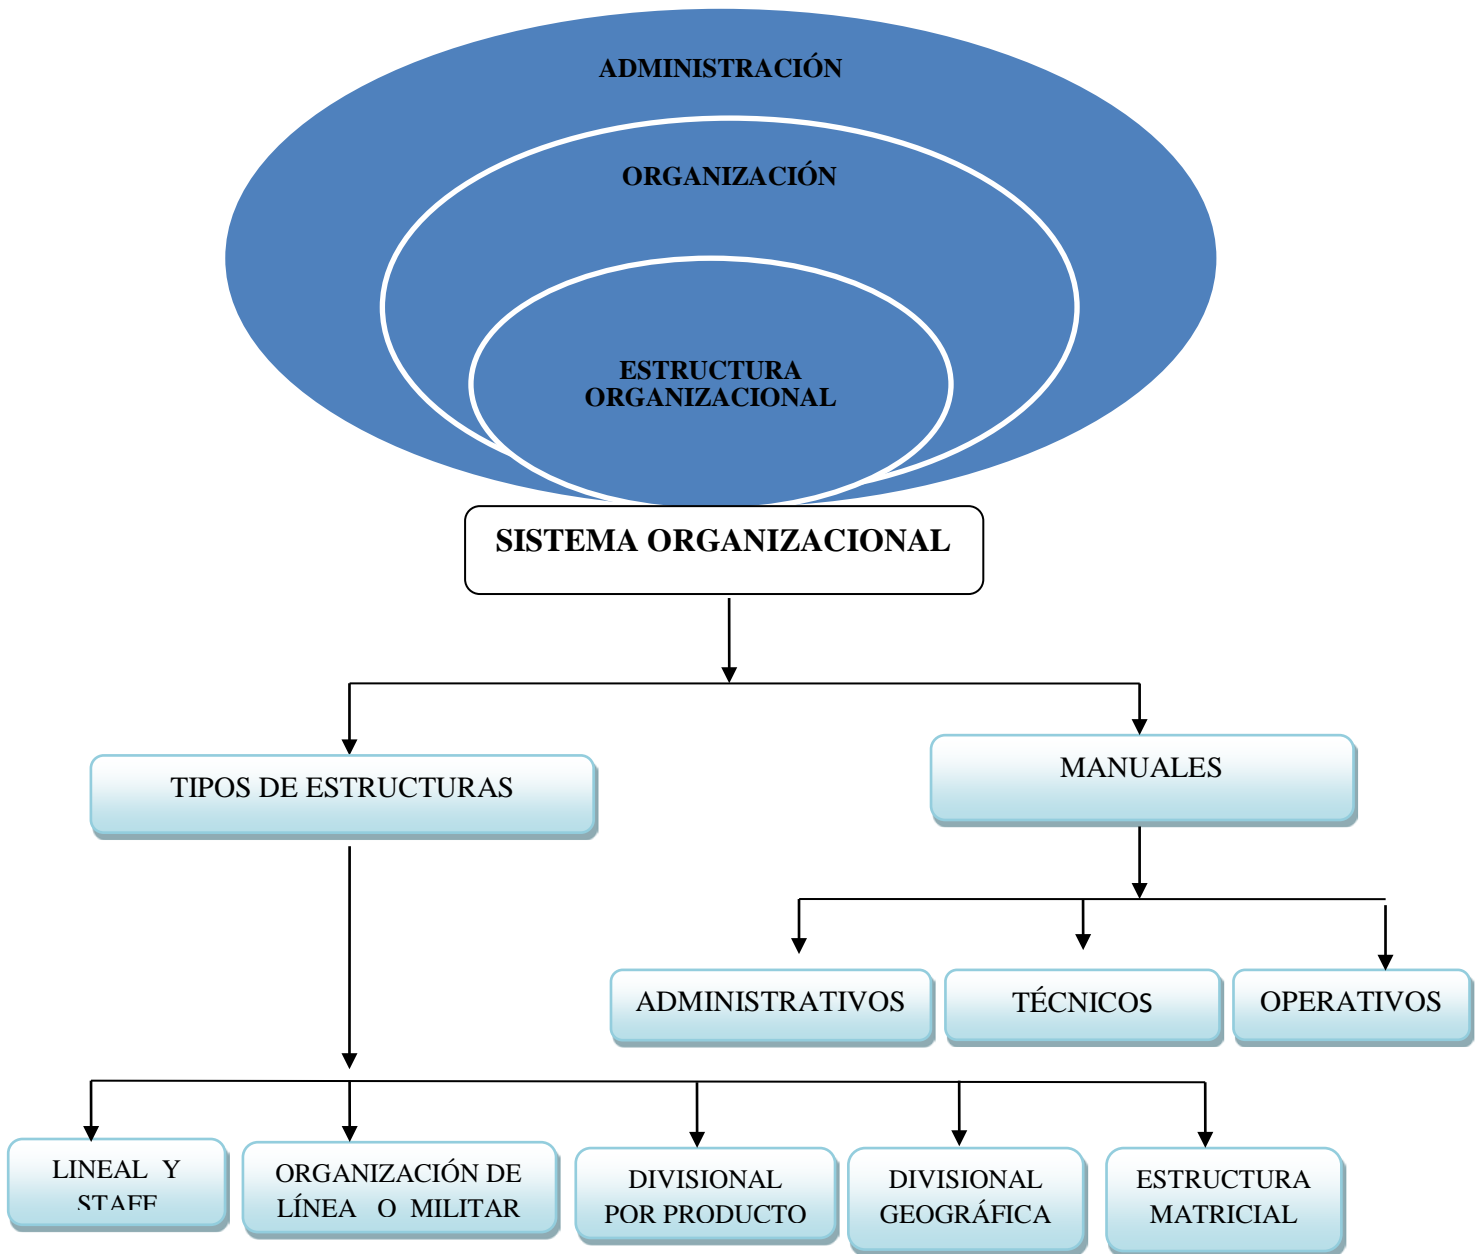 ADMINISTRACIÓN
ORGANIZACIÓN
ESTRUCTURA
ORGANIZACIONAL
SISTEMA ORGANIZACIONAL
TIPOS DE ESTRUCTURAS
MANUALES
ADMINISTRATIVOS
TÉCNICOS
OPERATIVOS
LINEAL Y
STAFF
ORGANIZACIÓN DE
LÍNEA O MILITAR
DIVISIONAL
POR PRODUCTO
DIVISIONAL
GEOGRÁFICA
ESTRUCTURA
MATRICIAL